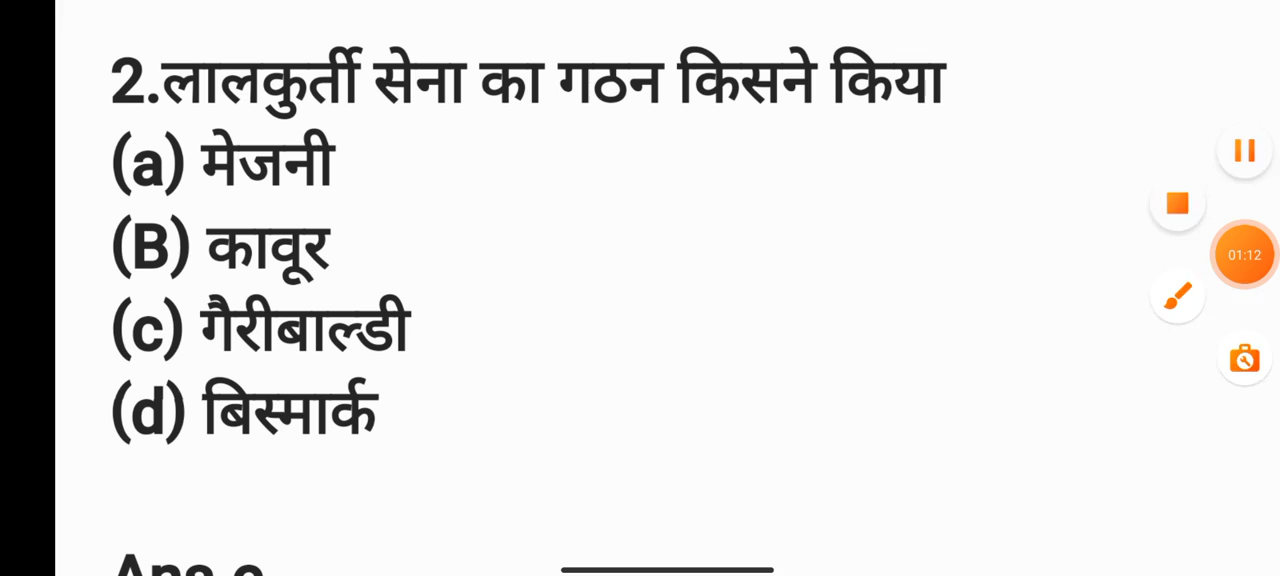 2.लालकुर्ती सेना का गठन किसने किया
(a) मेजनी
(B) कावूर
(c) गैरीबाल्डी
(d) बिस्मार्क
01:12